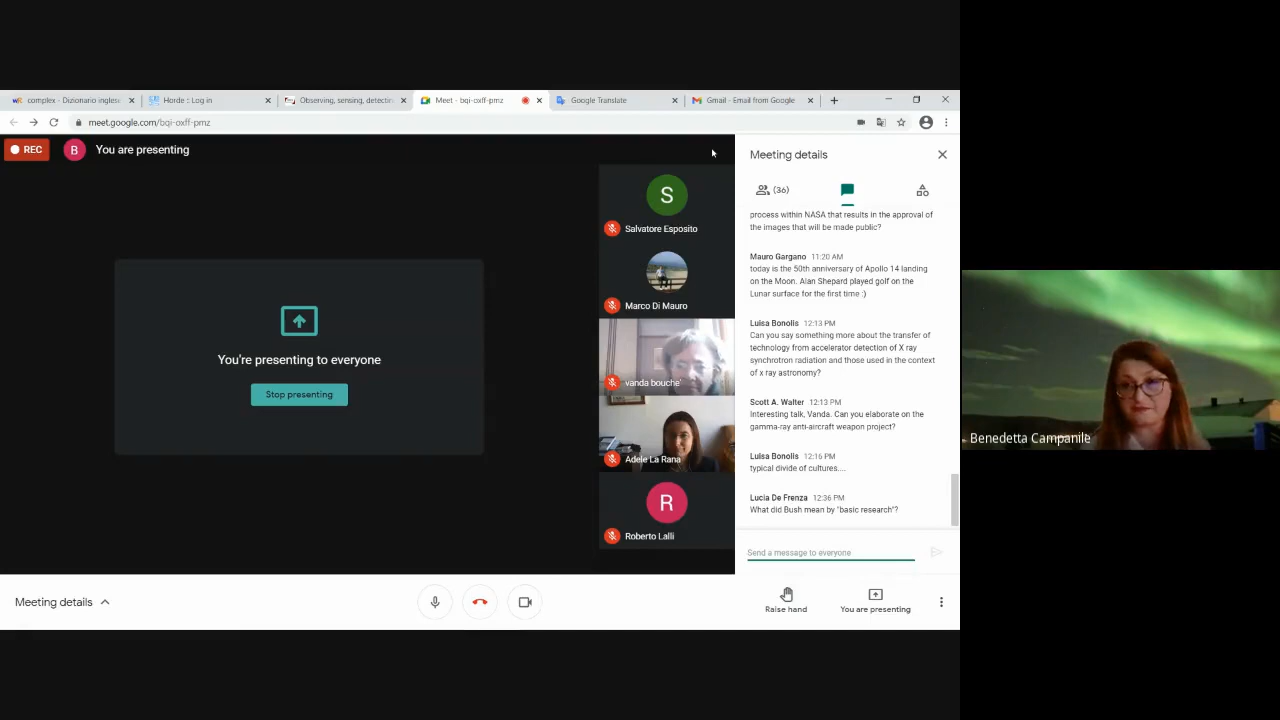 complex - Dizionario inglese
Horde :: Log in
Observing, sensing, detectin
Meet - bqi-oxff-pmz
Google Translate
Gmail - Email from Google
meet.google.com/bqi-oxff-pmz
REC
B
You are presenting
Meeting details
(36)
process within NASA that results in the approval of
the images that will be made public?
Mauro Gargano 11:20 AM
today is the 50th anniversary of Apollo 14 landing
on the Moon. Alan Shepard played golf on the
Lunar surface for the first time :)
Luisa Bonolis 12:13 PM
Can you say something more about the transfer of
technology from accelerator detection of X ray
synchrotron radiation and those used in the context
of x ray astronomy?
Scott A. Walter 12:13 PM
Interesting talk, Vanda. Can you elaborate on the
gamma-ray anti-aircraft weapon project?
Luisa Bonolis 12:16 PM
typical divide of cultures....
Lucia De Frenza 12:36 PM
What did Bush mean by "basic research"?
Send a message to everyone
S
Salvatore Esposito
Marco Di Mauro
vanda bouche'
Adele La Rana
R
Roberto Lalli
You're presenting to everyone
Stop presenting
Meeting details
Raise hand
You are presenting
Benedetta Campanile